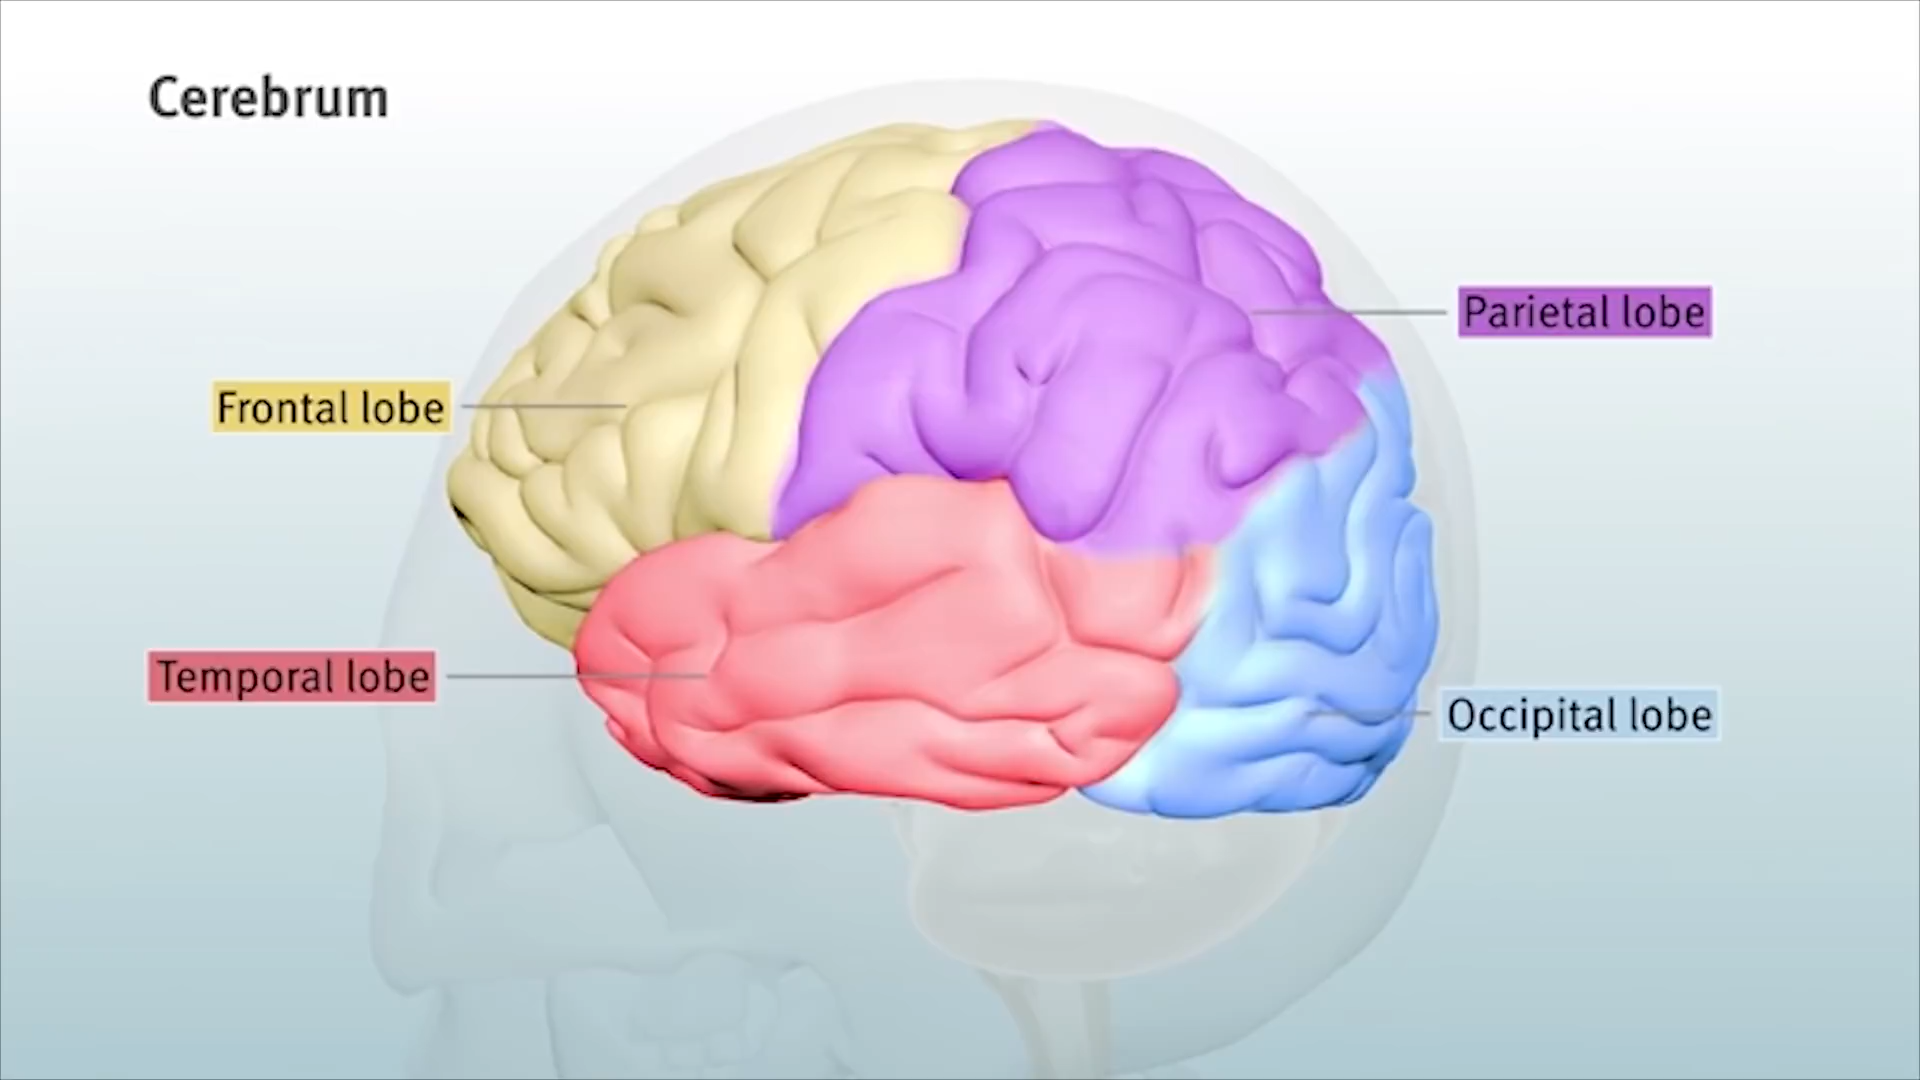 Cerebrum
Parietal lobe
Frontal lobe
Temporal lobe
Occipital lobe